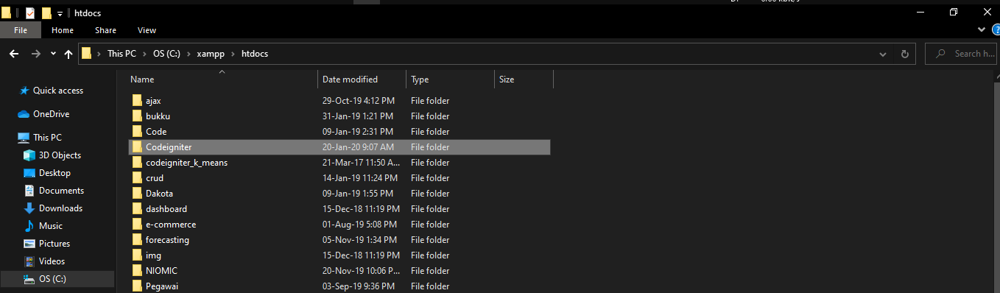 htdocs
File Home Share View
This PC OS (C:) xampp htdocs Search h...
Name Date modified Type Size
Quick access
OneDrive
This PC
3D Objects
Desktop
Documents
Downloads
Music
Pictures
Videos
OS (C:)
ajax 29-Oct-19 4:12 PM File folder
bukku 31-Jan-19 1:21 PM File folder
Code 09-Jan-19 2:31 PM File folder
Codeigniter 20-Jan-20 9:07 AM File folder
codeigniter_k_means 21-Mar-17 11:50 A... File folder
crud 14-Jan-19 11:24 PM File folder
Dakota 09-Jan-19 1:55 PM File folder
dashboard 15-Dec-18 11:19 PM File folder
e-commerce 01-Aug-19 5:08 PM File folder
forecasting 05-Nov-19 1:34 PM File folder
img 15-Dec-18 11:19 PM File folder
NIOMIC 20-Nov-19 10:06 P... File folder
Pegawai 03-Sep-19 9:36 PM File folder